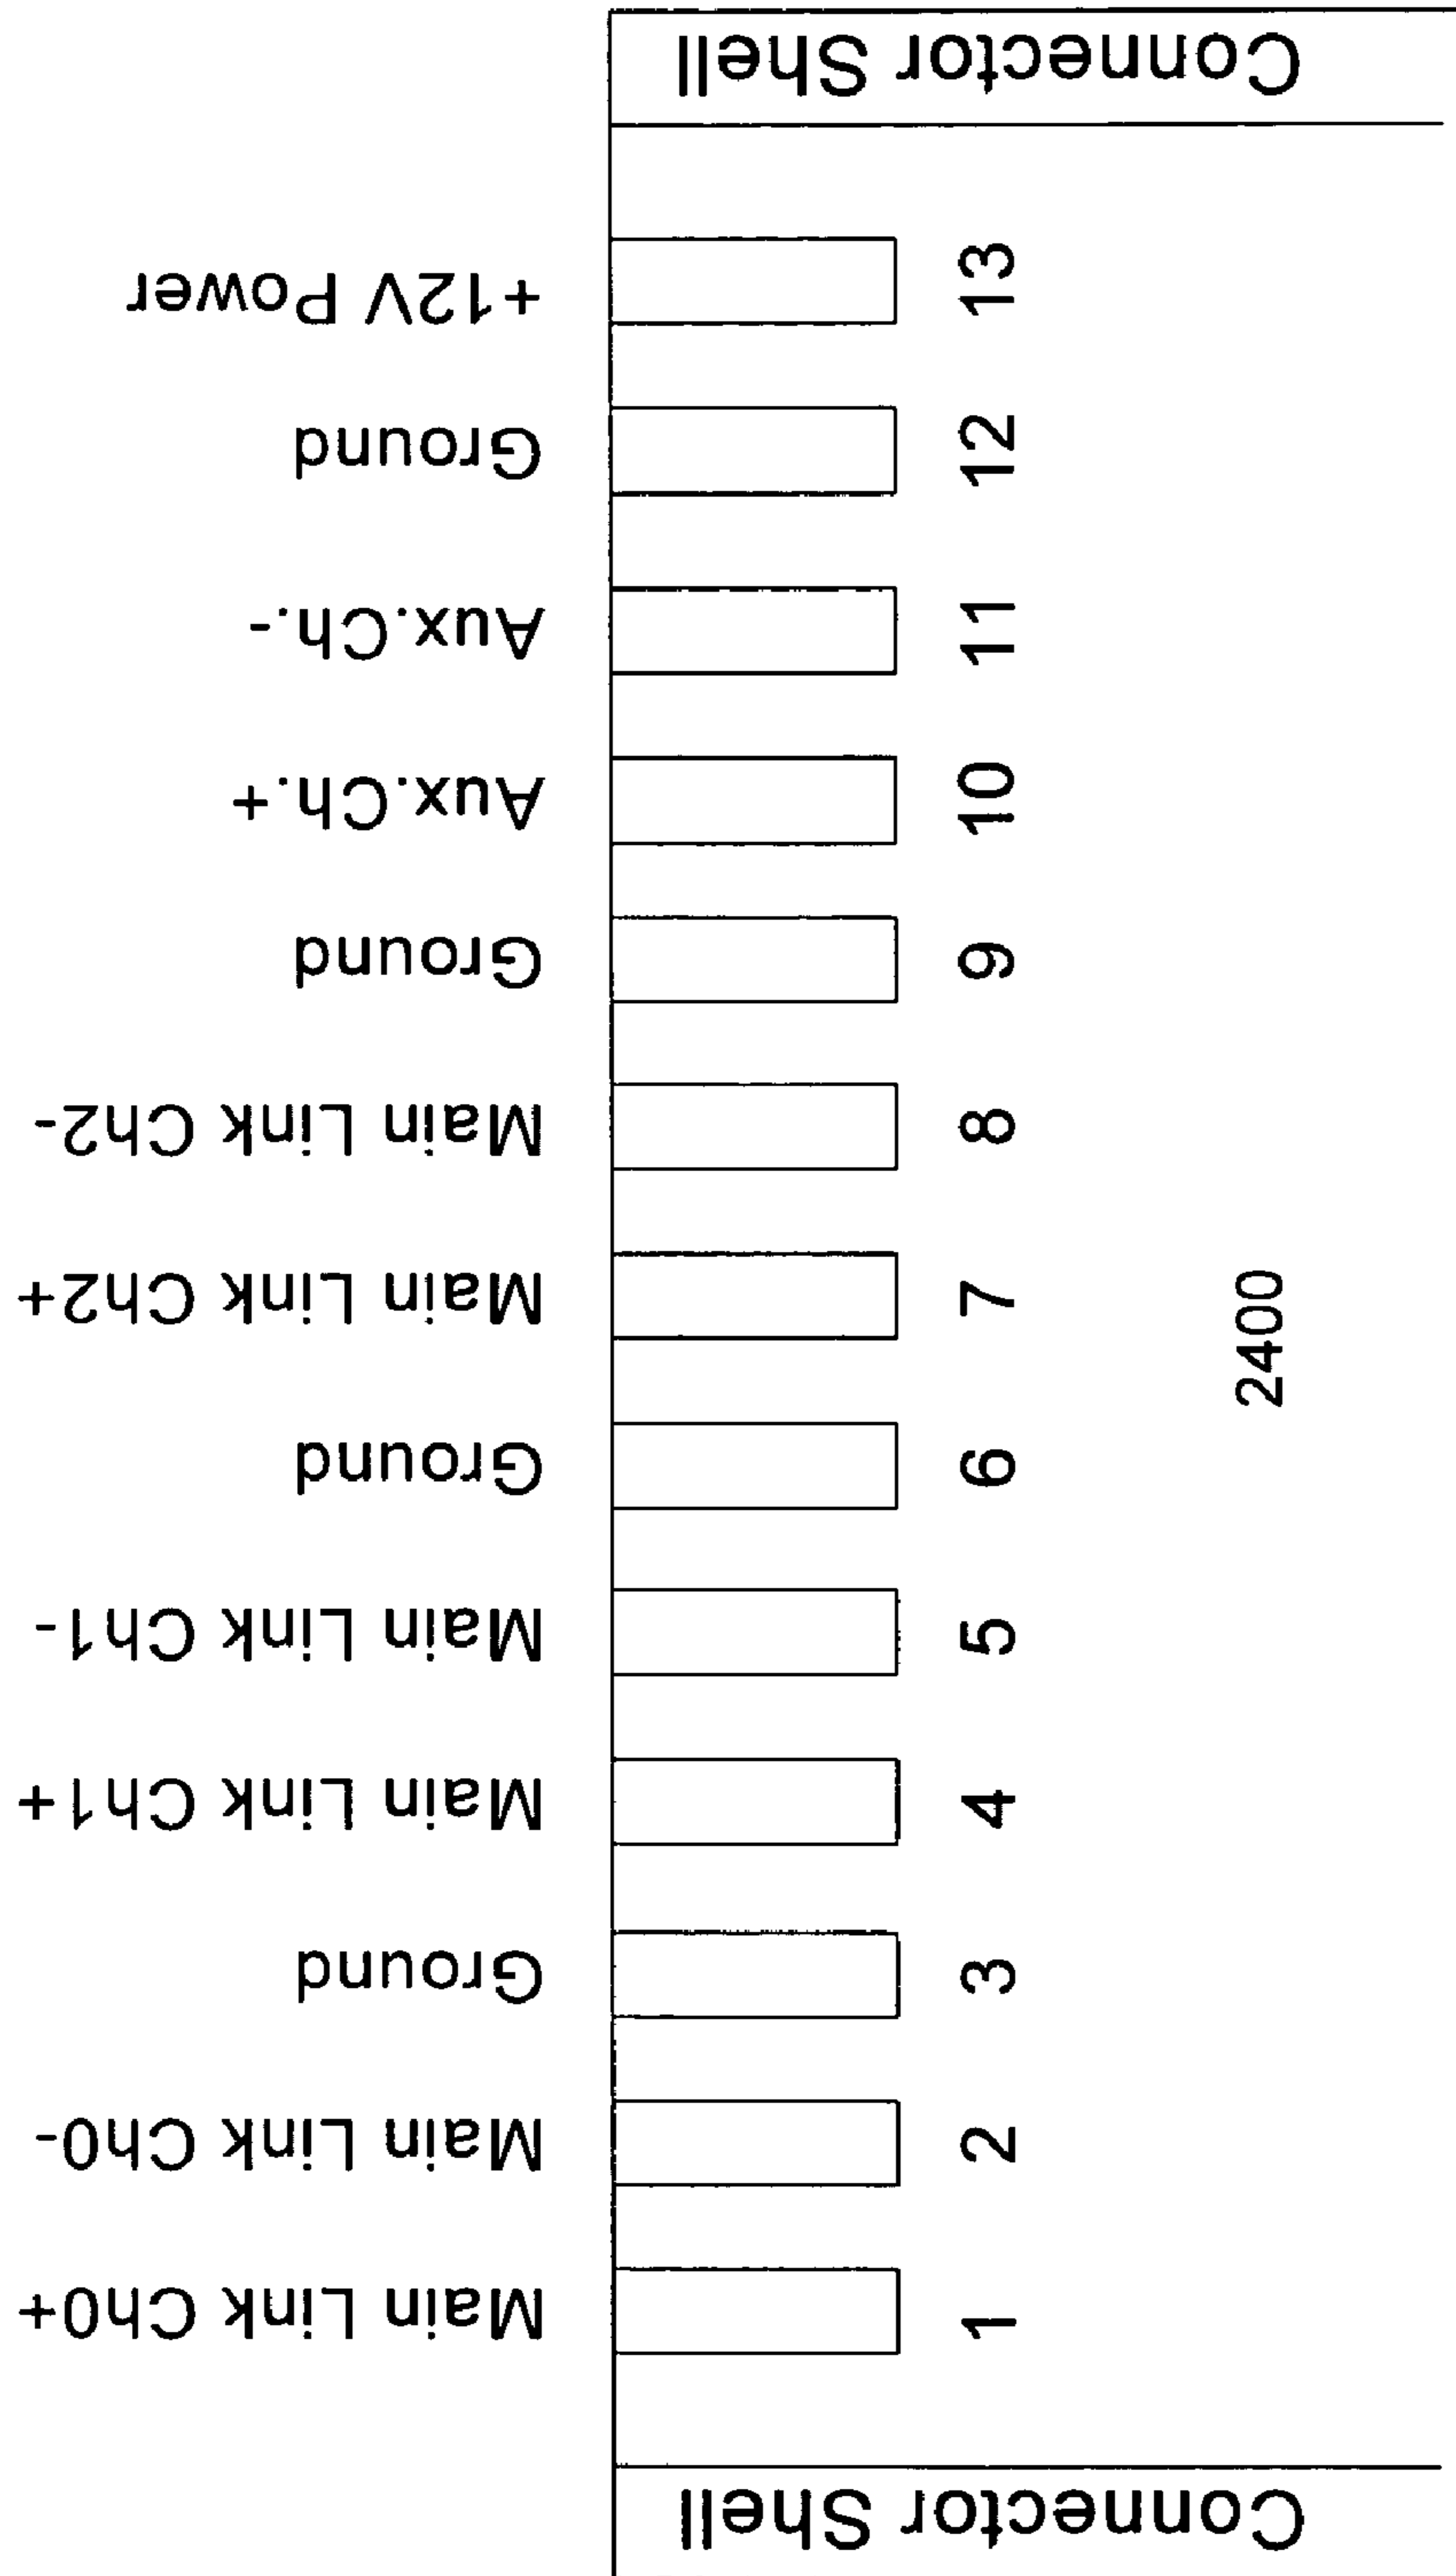 Connector Shell
+12V Power
13
Ground
12
Aux.Ch.-
11
Aux.Ch.+
10
Ground
9
Main Link Ch2-
8
Main Link Ch2+
7
Ground
6
Main Link Ch1-
5
Main Link Ch1+
4
Ground
3
Main Link Ch0-
2
Main Link Ch0+
1
Connector Shell
2400